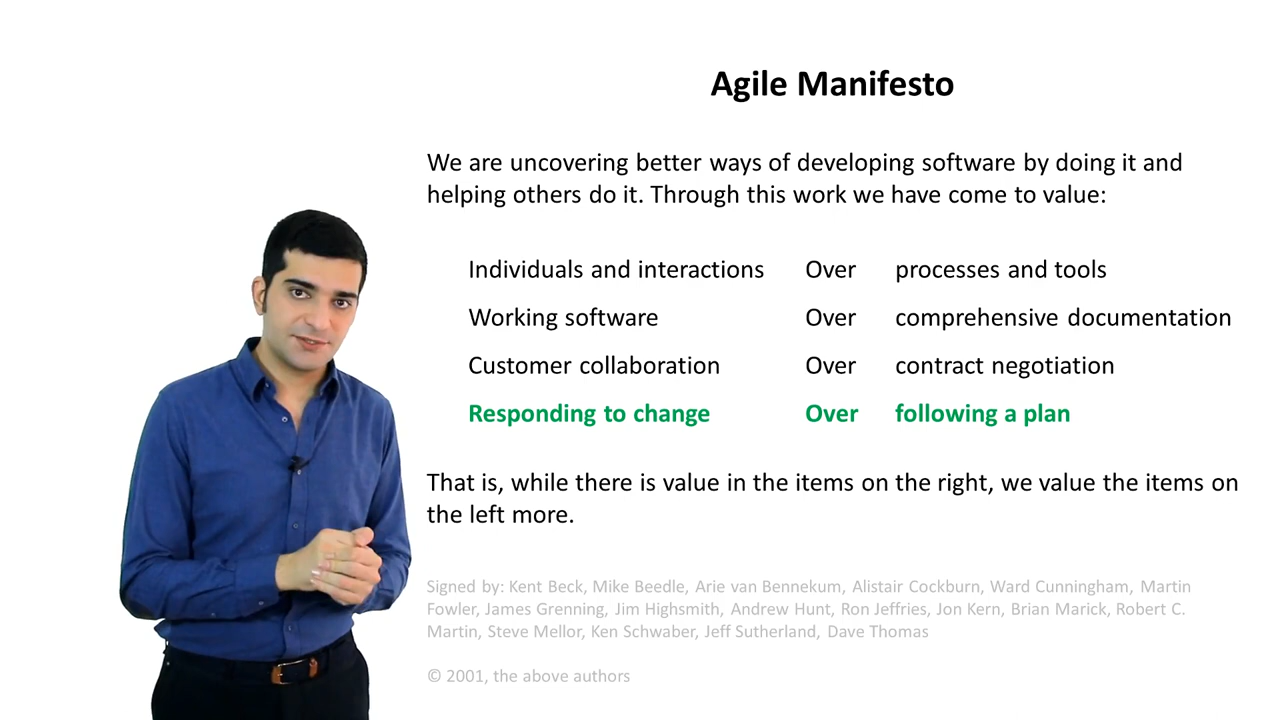 Agile Manifesto
We are uncovering better ways of developing software by doing it and
helping others do it. Through this work we have come to value:
Individuals and interactions Over processes and tools
Working software Over comprehensive documentation
Customer collaboration Over contract negotiation
Responding to change Over following a plan
That is, while there is value in the items on the right, we value the items on
the left more.
Signed by: Kent Beck, Mike Beedle, Arie van Bennekum, Alistair Cockburn, Ward Cunningham, Martin
Fowler, James Grenning, Jim Highsmith, Andrew Hunt, Ron Jeffries, Jon Kern, Brian Marick, Robert C.
Martin, Steve Mellor, Ken Schwaber, Jeff Sutherland, Dave Thomas
© 2001, the above authors